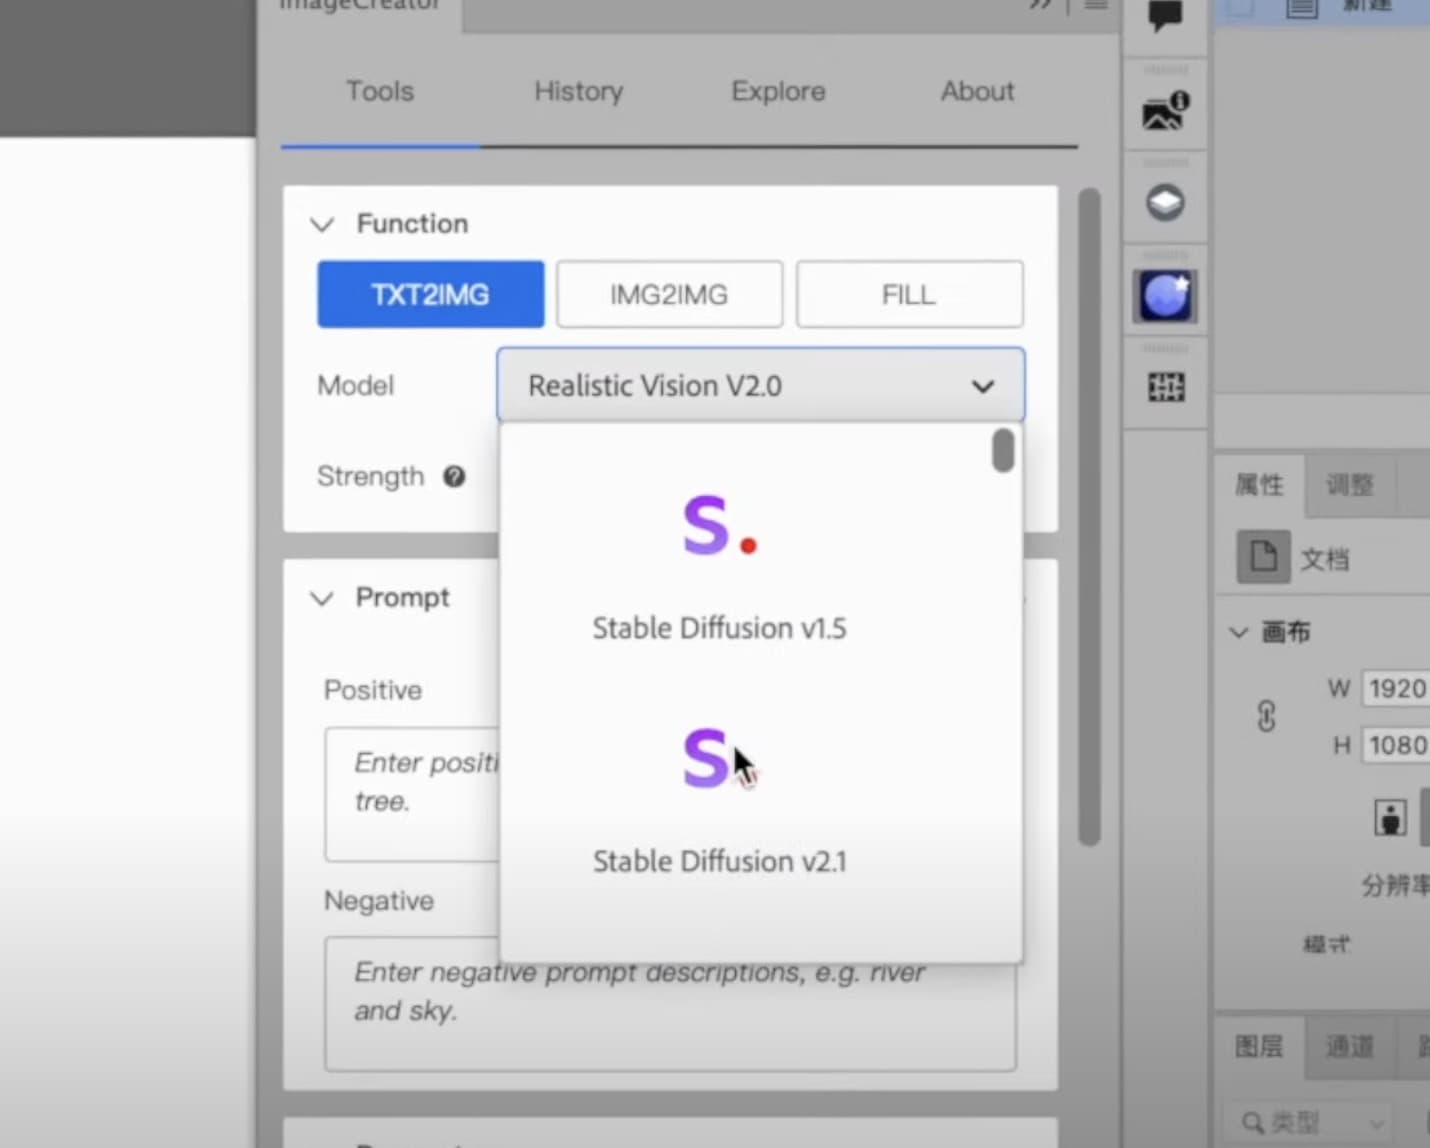 ImageCreator
Tools
History
Explore
About
Function
TXT2IMG
IMG2IMG
FILL
Model
Realistic Vision V2.0
Strength
S.
Stable Diffusion v1.5
S
Stable Diffusion v2.1
Prompt
Positive
Enter positi
tree.
Negative
Enter negative prompt descriptions, e.g. river
and sky.
新建
属性
调整
文档
画布
W 1920
H 1080
分辨率
模式
图层
通道
类型